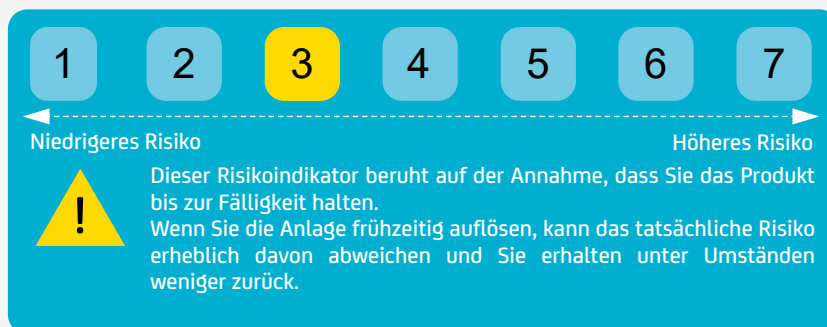 1 2 3 4 5 6 7
Niedrigeres Risiko Höheres Risiko
Dieser Risikoindikator beruht auf der Annahme, dass Sie das Produkt
bis zur Fälligkeit halten.
Wenn Sie die Anlage frühzeitig auflösen, kann das tatsächliche Risiko
erheblich davon abweichen und Sie erhalten unter Umständen
weniger zurück.
!